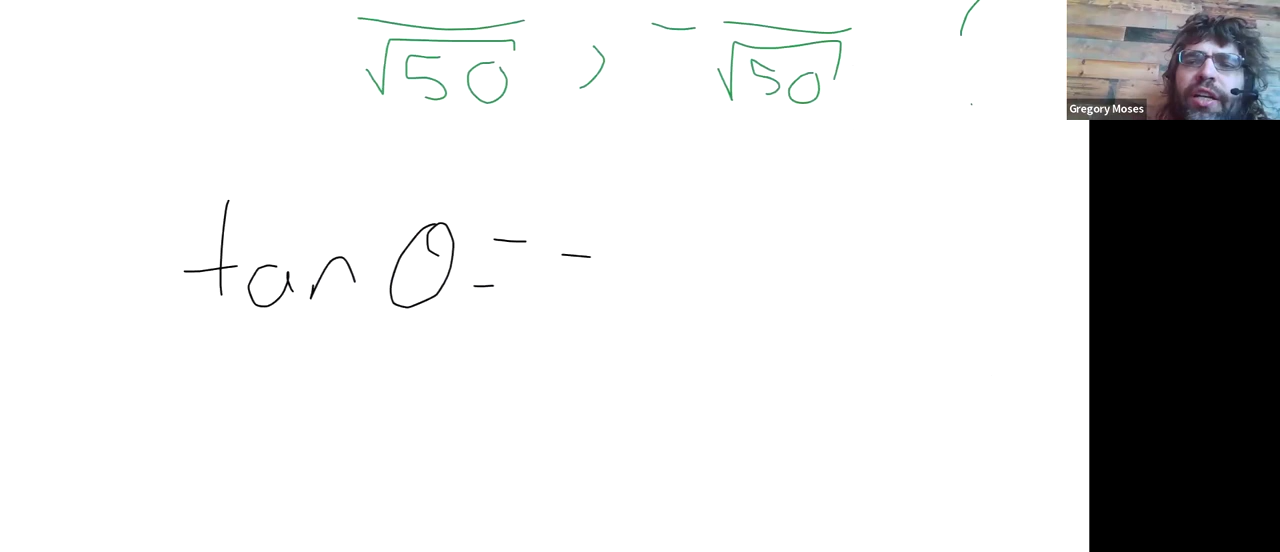 √50 , - √50 (
Gregory Moses
tan θ = -